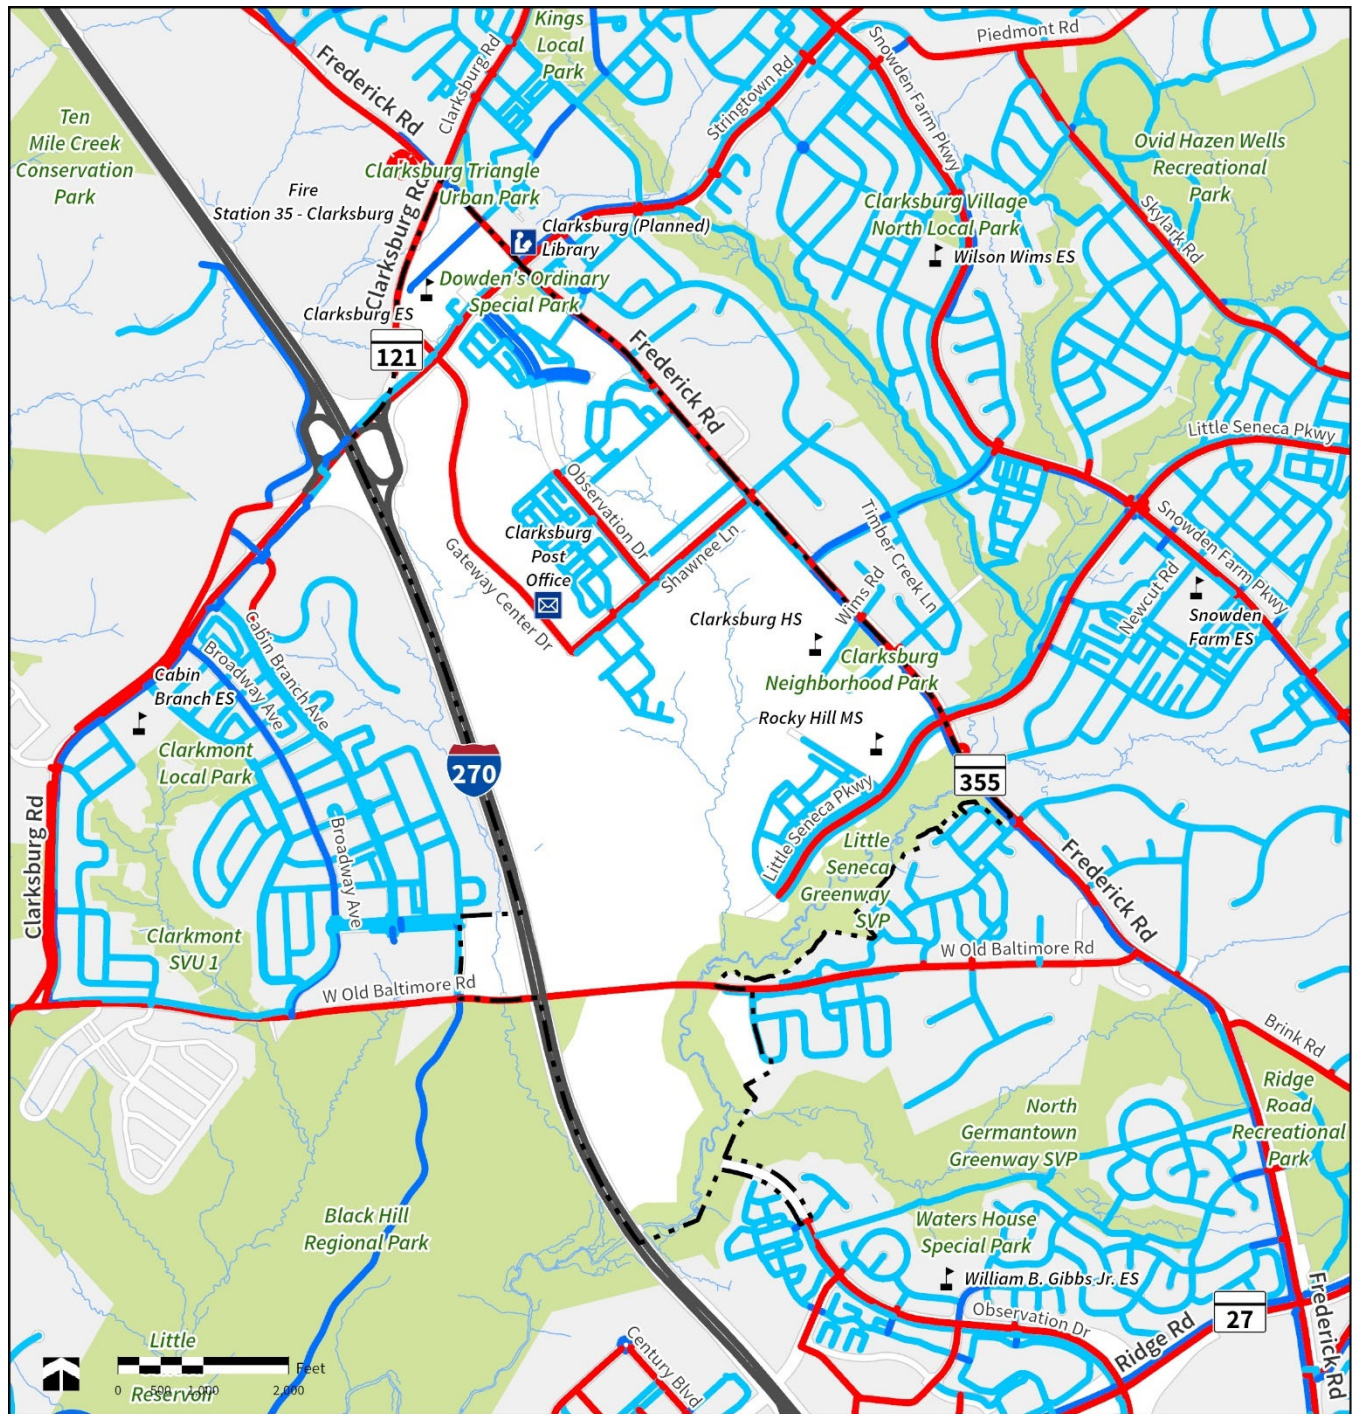 Kings
Local
Park
Clarksburg Rd
Frederick Rd
Piedmont Rd
Snowden Farm Pkwy
Stringtown Rd
Ten
Mile Creek
Conservation
Park
Ovid Hazen Wells
Recreational
Park
Clarksburg Triangle
Urban Park
Fire
Station 35 - Clarksburg
Clarksburg Rd
Clarksburg Village
North Local Park
Skylark Rd
Clarksburg (Planned)
Library
Wilson Wims ES
Dowden's Ordinary
Special Park
Clarksburg ES
121
Frederick Rd
Little Seneca Pkwy
Observation Dr
Clarksburg
Post
Office
Shawnee Ln
Timber Creek Ln
Snowden Farm Pkwy
Gateway Center Dr
Wims Rd
Newcut Rd
Clarksburg HS
Snowden
Farm ES
Cabin Branch Ave
Broadway Ave
Clarksburg
Neighborhood Park
Cabin
Branch ES
Rocky Hill MS
Clarkmont
Local Park
270
355
Little Seneca Pkwy
Broadway Ave
Clarksburg Rd
Little
Seneca
Greenway
SVP
Frederick Rd
Clarkmont
SVU 1
W Old Baltimore Rd
W Old Baltimore Rd
Brink Rd
Ridge
Road
Recreational
Park
North
Germantown
Greenway SVP
Black Hill
Regional Park
Waters House
Special Park
William B. Gibbs Jr. ES
Observation Dr
27
Ridge Rd
Frederick Rd
Century Blvd
Little
Feet
0 500 1,000 2,000
Reservoir